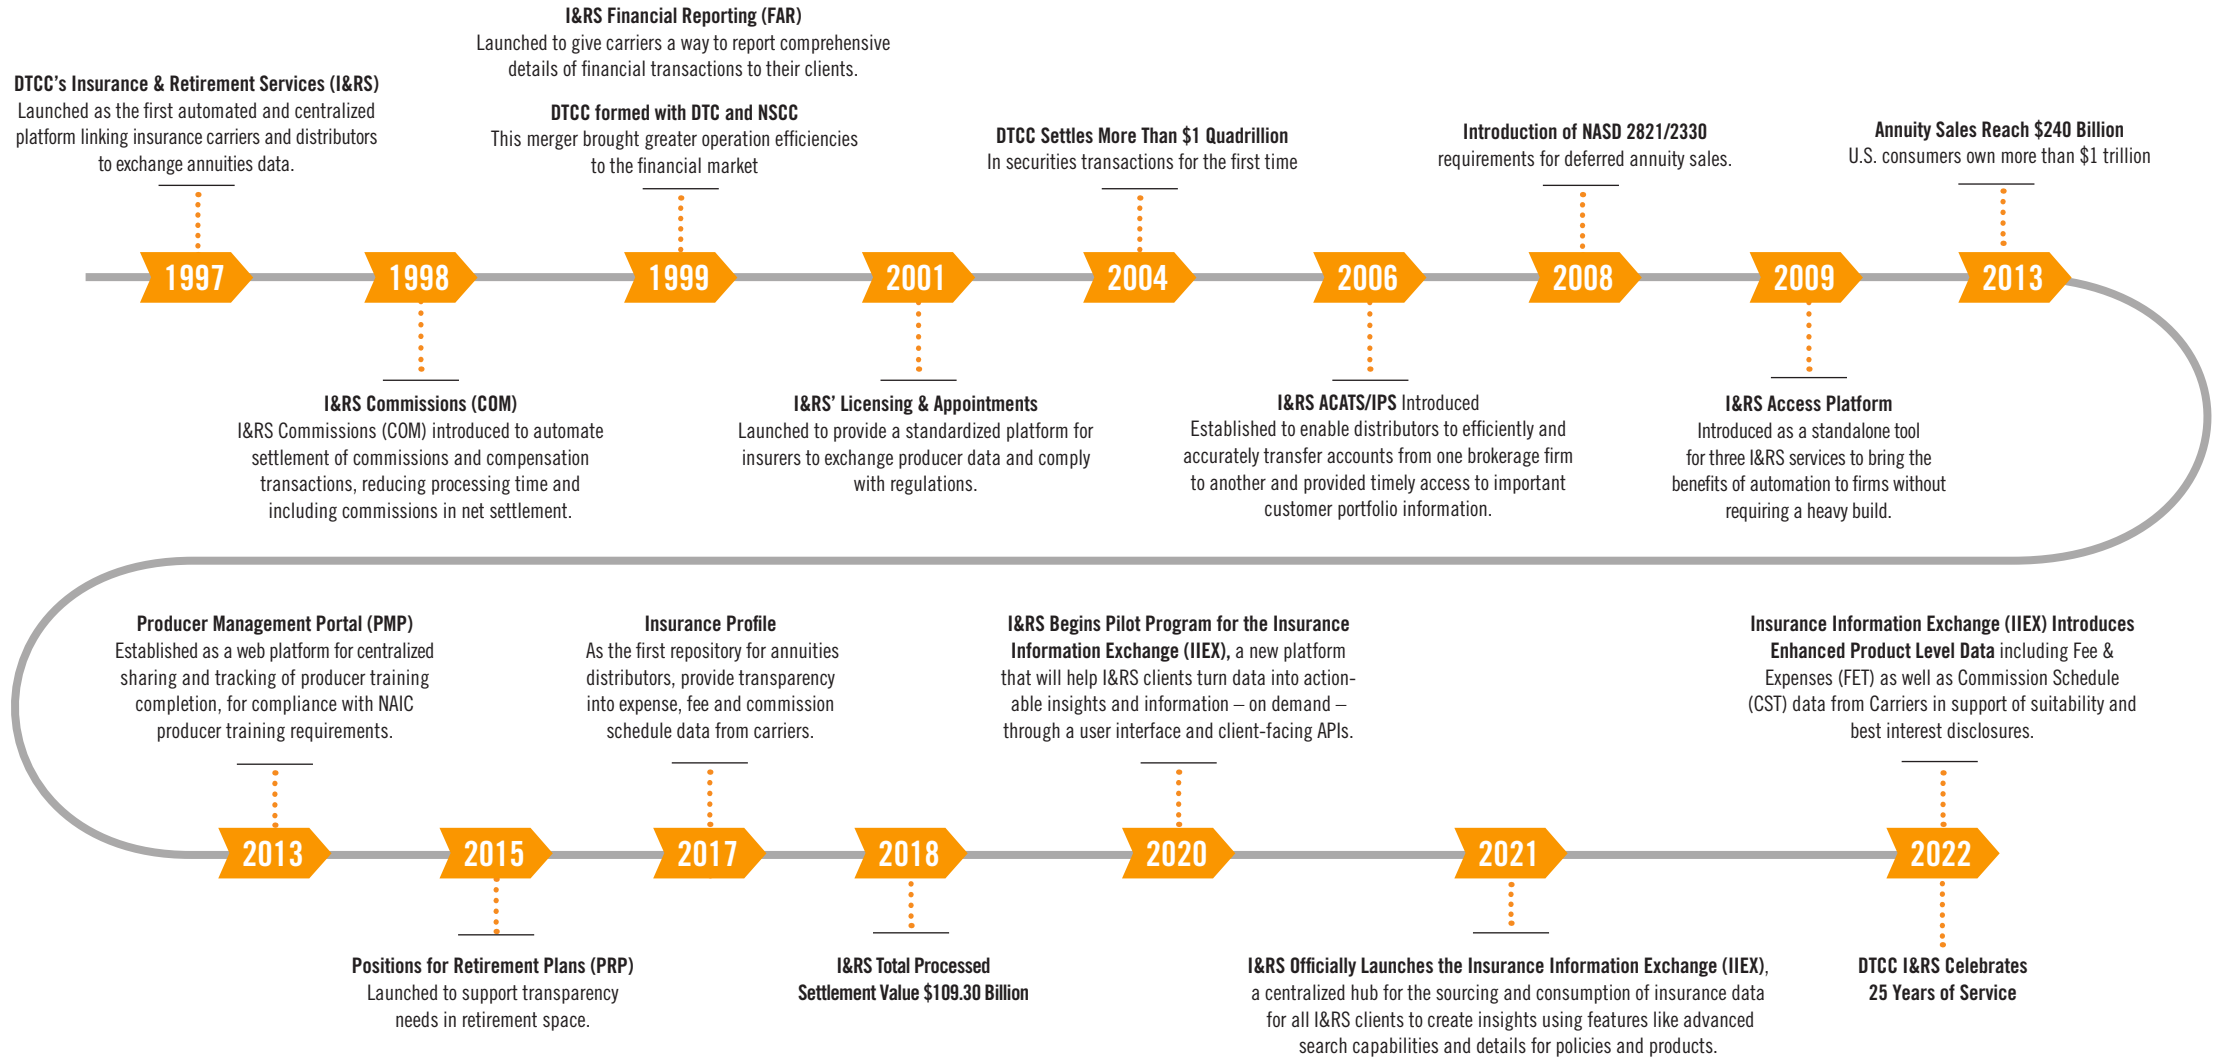 DTCC’s Insurance & Retirement Services (I&RS)
Launched as the first automated and centralized
platform linking insurance carriers and distributors
to exchange annuities data.
I&RS Financial Reporting (FAR)
Launched to give carriers a way to report comprehensive
details of financial transactions to their clients.
DTCC formed with DTC and NSCC
This merger brought greater operation efficiencies
to the financial market
DTCC Settles More Than $1 Quadrillion
In securities transactions for the first time
Introduction of NASD 2821/2330
requirements for deferred annuity sales.
Annuity Sales Reach $240 Billion
U.S. consumers own more than $1 trillion
1997
1998
1999
2001
2004
2006
2008
2009
2013
I&RS Commissions (COM)
I&RS Commissions (COM) introduced to automate
settlement of commissions and compensation
transactions, reducing processing time and
including commissions in net settlement.
I&RS’ Licensing & Appointments
Launched to provide a standardized platform for
insurers to exchange producer data and comply
with regulations.
I&RS ACATS/IPS Introduced
Established to enable distributors to efficiently and
accurately transfer accounts from one brokerage firm
to another and provided timely access to important
customer portfolio information.
I&RS Access Platform
Introduced as a standalone tool
for three I&RS services to bring the
benefits of automation to firms without
requiring a heavy build.
Producer Management Portal (PMP)
Established as a web platform for centralized
sharing and tracking of producer training
completion, for compliance with NAIC
producer training requirements.
Insurance Profile
As the first repository for annuities
distributors, provide transparency
into expense, fee and commission
schedule data from carriers.
I&RS Begins Pilot Program for the Insurance
Information Exchange (IIEX), a new platform
that will help I&RS clients turn data into action-
able insights and information – on demand –
through a user interface and client-facing APIs.
Insurance Information Exchange (IIEX) Introduces
Enhanced Product Level Data including Fee &
Expenses (FET) as well as Commission Schedule
(CST) data from Carriers in support of suitability and
best interest disclosures.
2013
2015
2017
2018
2020
2021
2022
Positions for Retirement Plans (PRP)
Launched to support transparency
needs in retirement space.
I&RS Total Processed
Settlement Value $109.30 Billion
I&RS Officially Launches the Insurance Information Exchange (IIEX),
a centralized hub for the sourcing and consumption of insurance data
for all I&RS clients to create insights using features like advanced
search capabilities and details for policies and products.
DTCC I&RS Celebrates
25 Years of Service